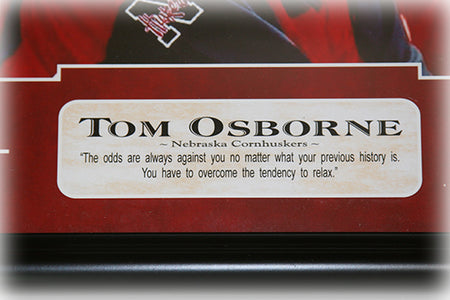 TOM OSBORNE
~ Nebraska Cornhuskers ~
"The odds are always against you no matter what your previous history is.
You have to overcome the tendency to relax."